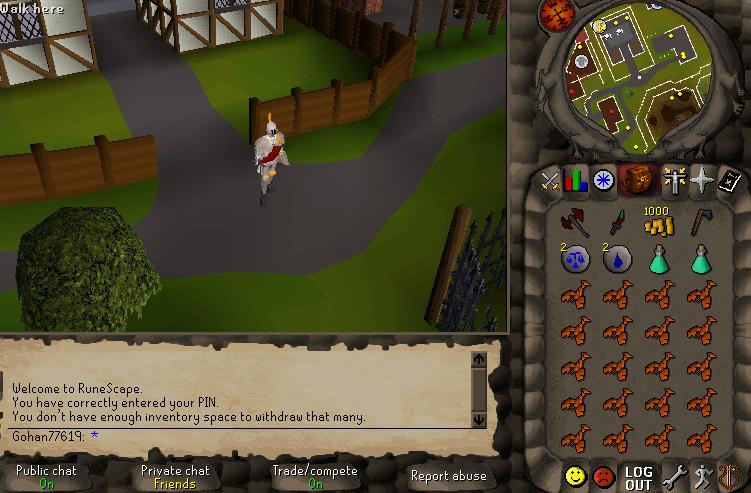 Walk here
1000
2
2
Welcome to RuneScape.
You have correctly entered your PIN.
You don't have enough inventory space to withdraw that many.
Gohan77619: *
Public chat
On
Private chat
Friends
Trade/compete
On
Report abuse
LOG
OUT